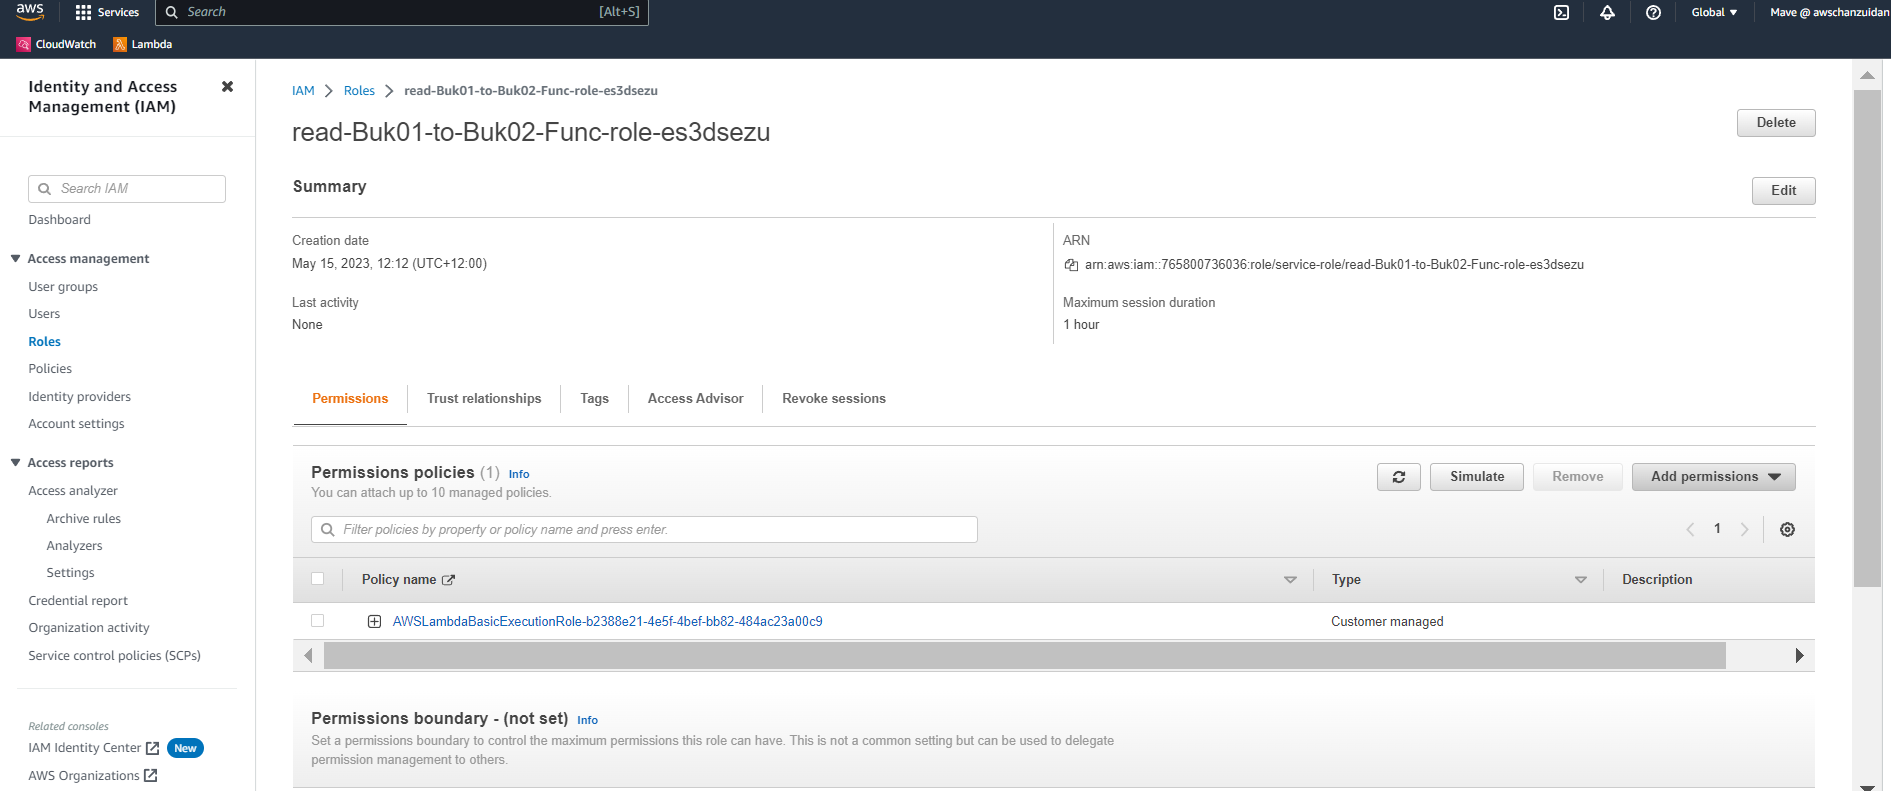 aws
Services
Search
[Alt+S]
Global
Mave @ awschanzuidan
CloudWatch
Lambda
Identity and Access Management (IAM)
Search IAM
Dashboard
Access management
User groups
Users
Roles
Policies
Identity providers
Account settings
Access reports
Access analyzer
Archive rules
Analyzers
Settings
Credential report
Organization activity
Service control policies (SCPs)
Related consoles
IAM Identity Center
New
AWS Organizations
IAM
Roles
read-Buk01-to-Buk02-Func-role-es3dsezu
read-Buk01-to-Buk02-Func-role-es3dsezu
Delete
Summary
Edit
Creation date
May 15, 2023, 12:12 (UTC+12:00)
ARN
arn:aws:iam::765800736036:role/service-role/read-Buk01-to-Buk02-Func-role-es3dsezu
Last activity
None
Maximum session duration
1 hour
Permissions
Trust relationships
Tags
Access Advisor
Revoke sessions
Permissions policies (1) Info
You can attach up to 10 managed policies.
Simulate
Remove
Add permissions
Filter policies by property or policy name and press enter.
1
Policy name
Type
Description
AWSLambdaBasicExecutionRole-b2388e21-4e5f-4bef-bb82-484ac23a00c9
Customer managed
Permissions boundary - (not set) Info
Set a permissions boundary to control the maximum permissions this role can have. This is not a common setting but can be used to delegate
permission management to others.